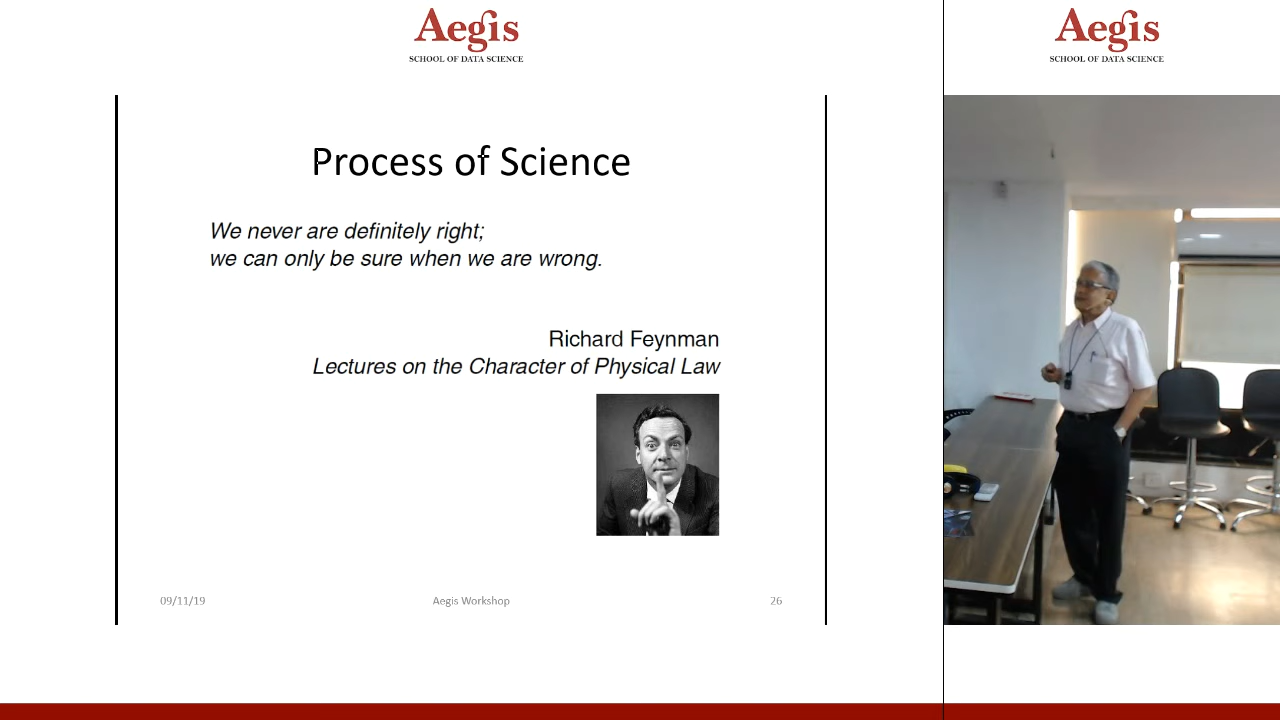 Aegis
SCHOOL OF DATA SCIENCE
Process of Science
We never are definitely right;
we can only be sure when we are wrong.
Richard Feynman
Lectures on the Character of Physical Law
09/11/19
Aegis Workshop
26
Aegis
SCHOOL OF DATA SCIENCE